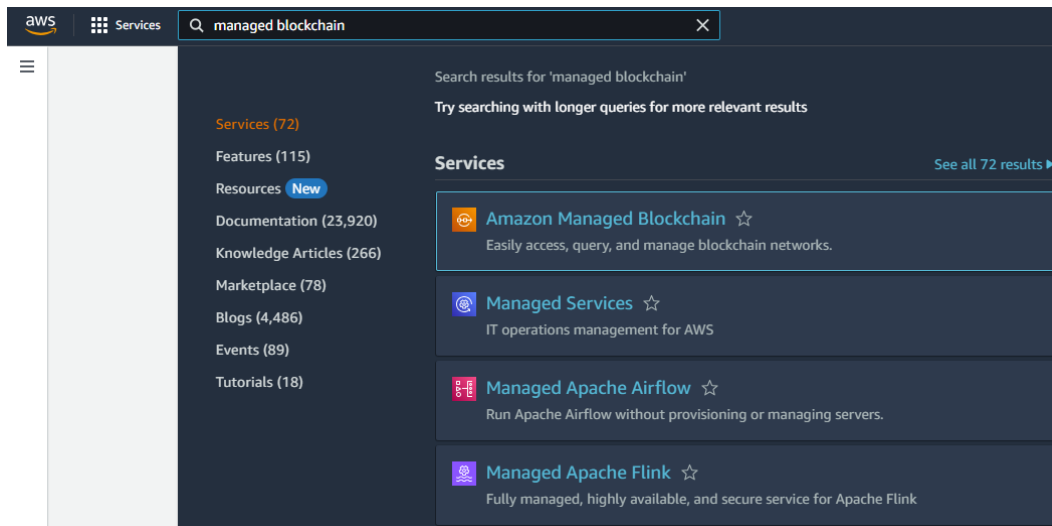 aws
Services
managed blockchain
Search results for 'managed blockchain'
Try searching with longer queries for more relevant results
Services (72)
Features (115)
Resources New
Documentation (23,920)
Knowledge Articles (266)
Marketplace (78)
Blogs (4,486)
Events (89)
Tutorials (18)
Services
See all 72 results
Amazon Managed Blockchain
Easily access, query, and manage blockchain networks.
Managed Services
IT operations management for AWS
Managed Apache Airflow
Run Apache Airflow without provisioning or managing servers.
Managed Apache Flink
Fully managed, highly available, and secure service for Apache Flink